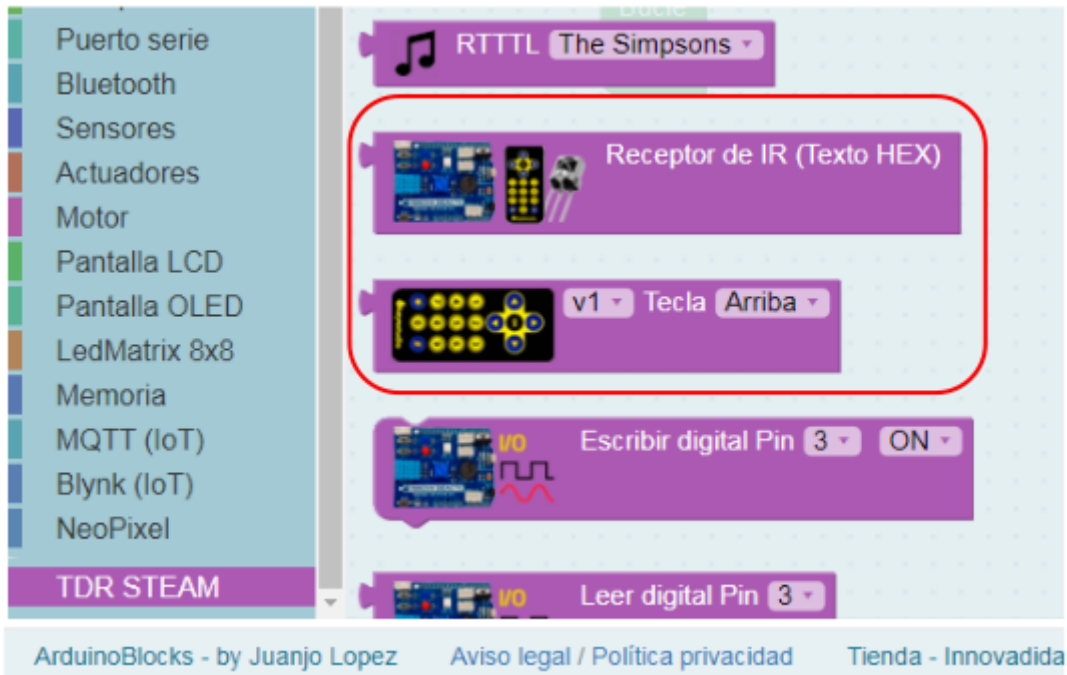 Puerto serie
Bluetooth
Sensores
Actuadores
Motor
Pantalla LCD
Pantalla OLED
LedMatrix 8x8
Memoria
MQTT (IoT)
Blynk (IoT)
NeoPixel
TDR STEAM
Bucle
RTTTL The Simpsons
Receptor de IR (Texto HEX)
v1 Tecla Arriba
I/O Escribir digital Pin 3 ON
I/O Leer digital Pin 3
ArduinoBlocks - by Juanjo Lopez Aviso legal / Política privacidad Tienda - Innovadida